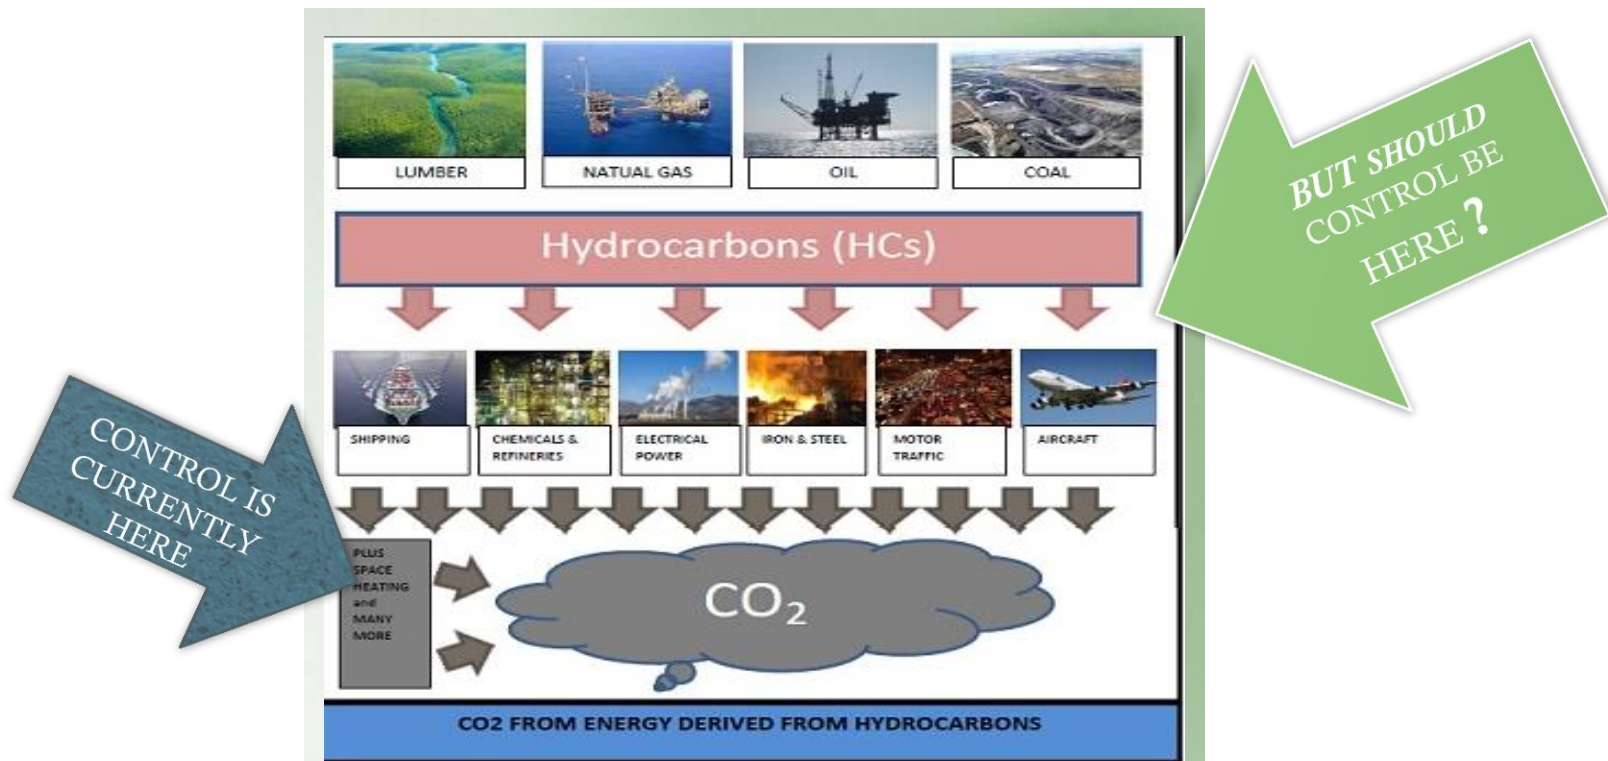 LUMBER
NATUAL GAS
OIL
COAL
BUT SHOULD
CONTROL BE
HERE ?
Hydrocarbons (HCs)
SHIPPING
CHEMICALS &
REFINERIES
ELECTRICAL
POWER
IRON & STEEL
MOTOR
TRAFFIC
AIRCRAFT
CONTROL IS
CURRENTLY
HERE
PLUS
SPACE
HEATING
and
MANY
MORE
CO₂
CO2 FROM ENERGY DERIVED FROM HYDROCARBONS